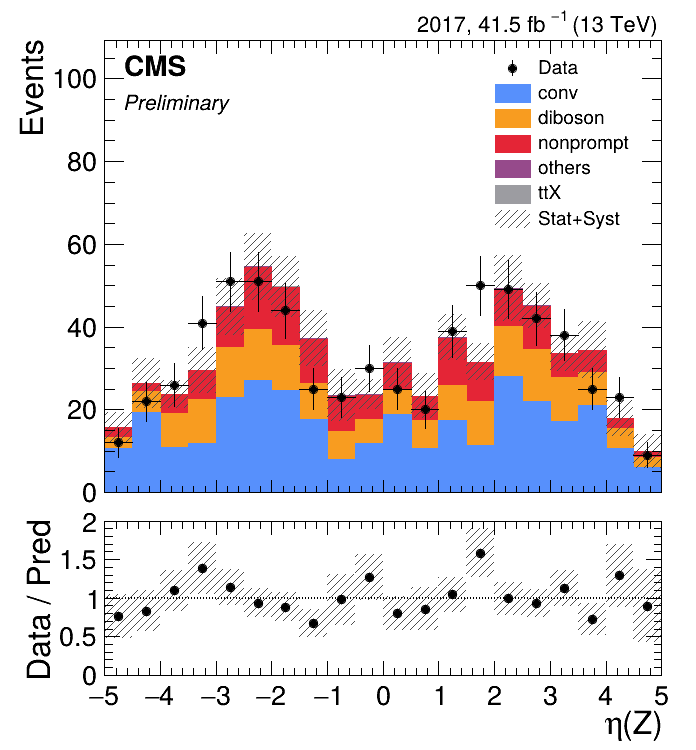 2017, 41.5 fb⁻¹ (13 TeV)
CMS
Preliminary
Events
100
80
60
40
20
0
Data
conv
diboson
nonprompt
others
ttX
Stat+Syst
Data / Pred
2
1.5
1
0.5
0
−5 −4 −3 −2 −1 0 1 2 3 4 5
η(Z)